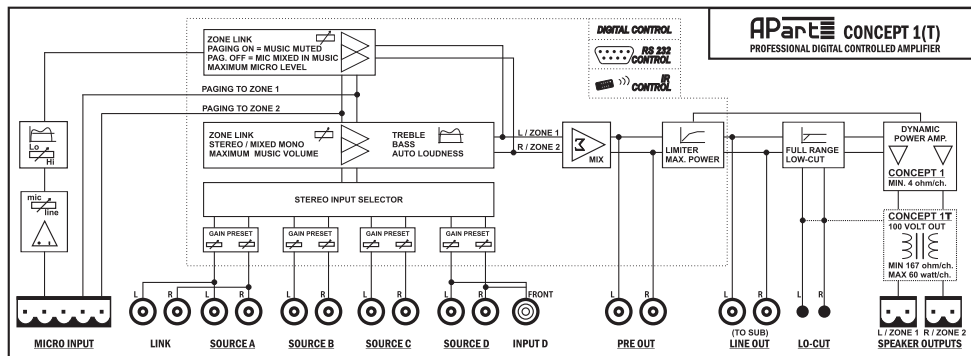 APart CONCEPT 1(T)
PROFESSIONAL DIGITAL CONTROLLED AMPLIFIER
DIGITAL CONTROL
RS 232
CONTROL
IR
CONTROL
ZONE LINK
PAGING ON = MUSIC MUTED
PAG. OFF = MIC MIXED IN MUSIC
MAXIMUM MICRO LEVEL
PAGING TO ZONE 1
PAGING TO ZONE 2
Lo
Hi
mic
line
ZONE LINK
STEREO / MIXED MONO
MAXIMUM MUSIC VOLUME
TREBLE
BASS
AUTO LOUDNESS
L / ZONE 1
R / ZONE 2
Σ
MIX
LIMITER
MAX. POWER
FULL RANGE
LOW-CUT
DYNAMIC
POWER AMP.
CONCEPT 1
MIN. 4 ohm/ch.
CONCEPT 1T
100 VOLT OUT
MIN 167 ohm/ch.
MAX 60 watt/ch.
STEREO INPUT SELECTOR
GAIN PRESET
GAIN PRESET
GAIN PRESET
GAIN PRESET
L R L R L R L R L FRONT L R L R L R
(TO SUB)
L / ZONE 1 R / ZONE 2
MICRO INPUT LINK SOURCE A SOURCE B SOURCE C SOURCE D INPUT D PRE OUT LINE OUT LO-CUT SPEAKER OUTPUTS